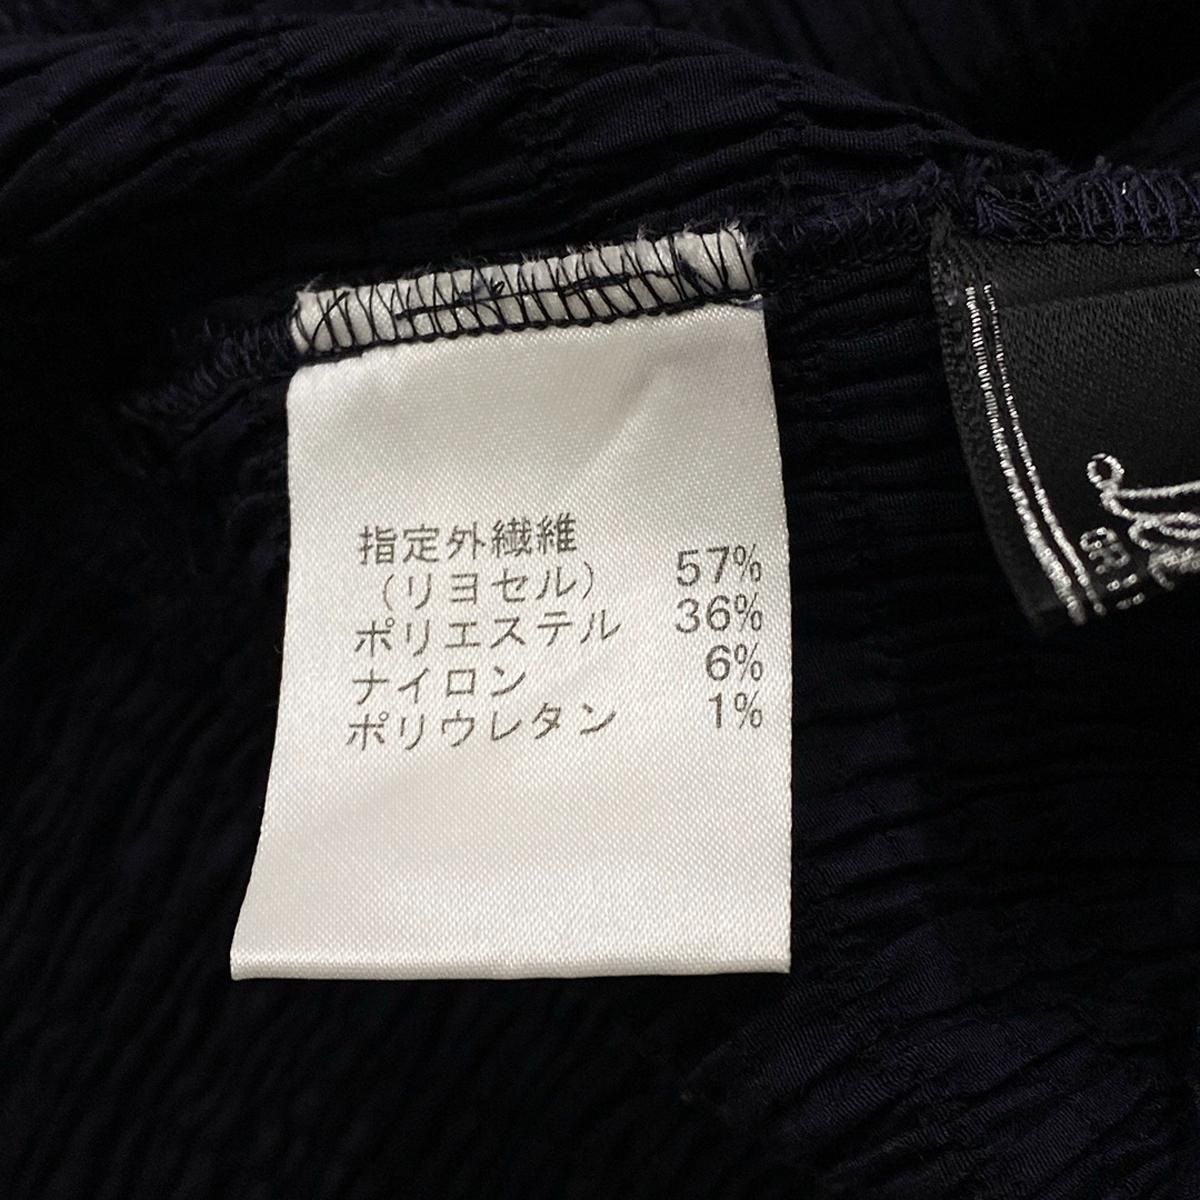 指定外繊維
（リヨセル） 57%
ポリエステル 36%
ナイロン 6%
ポリウレタン 1%